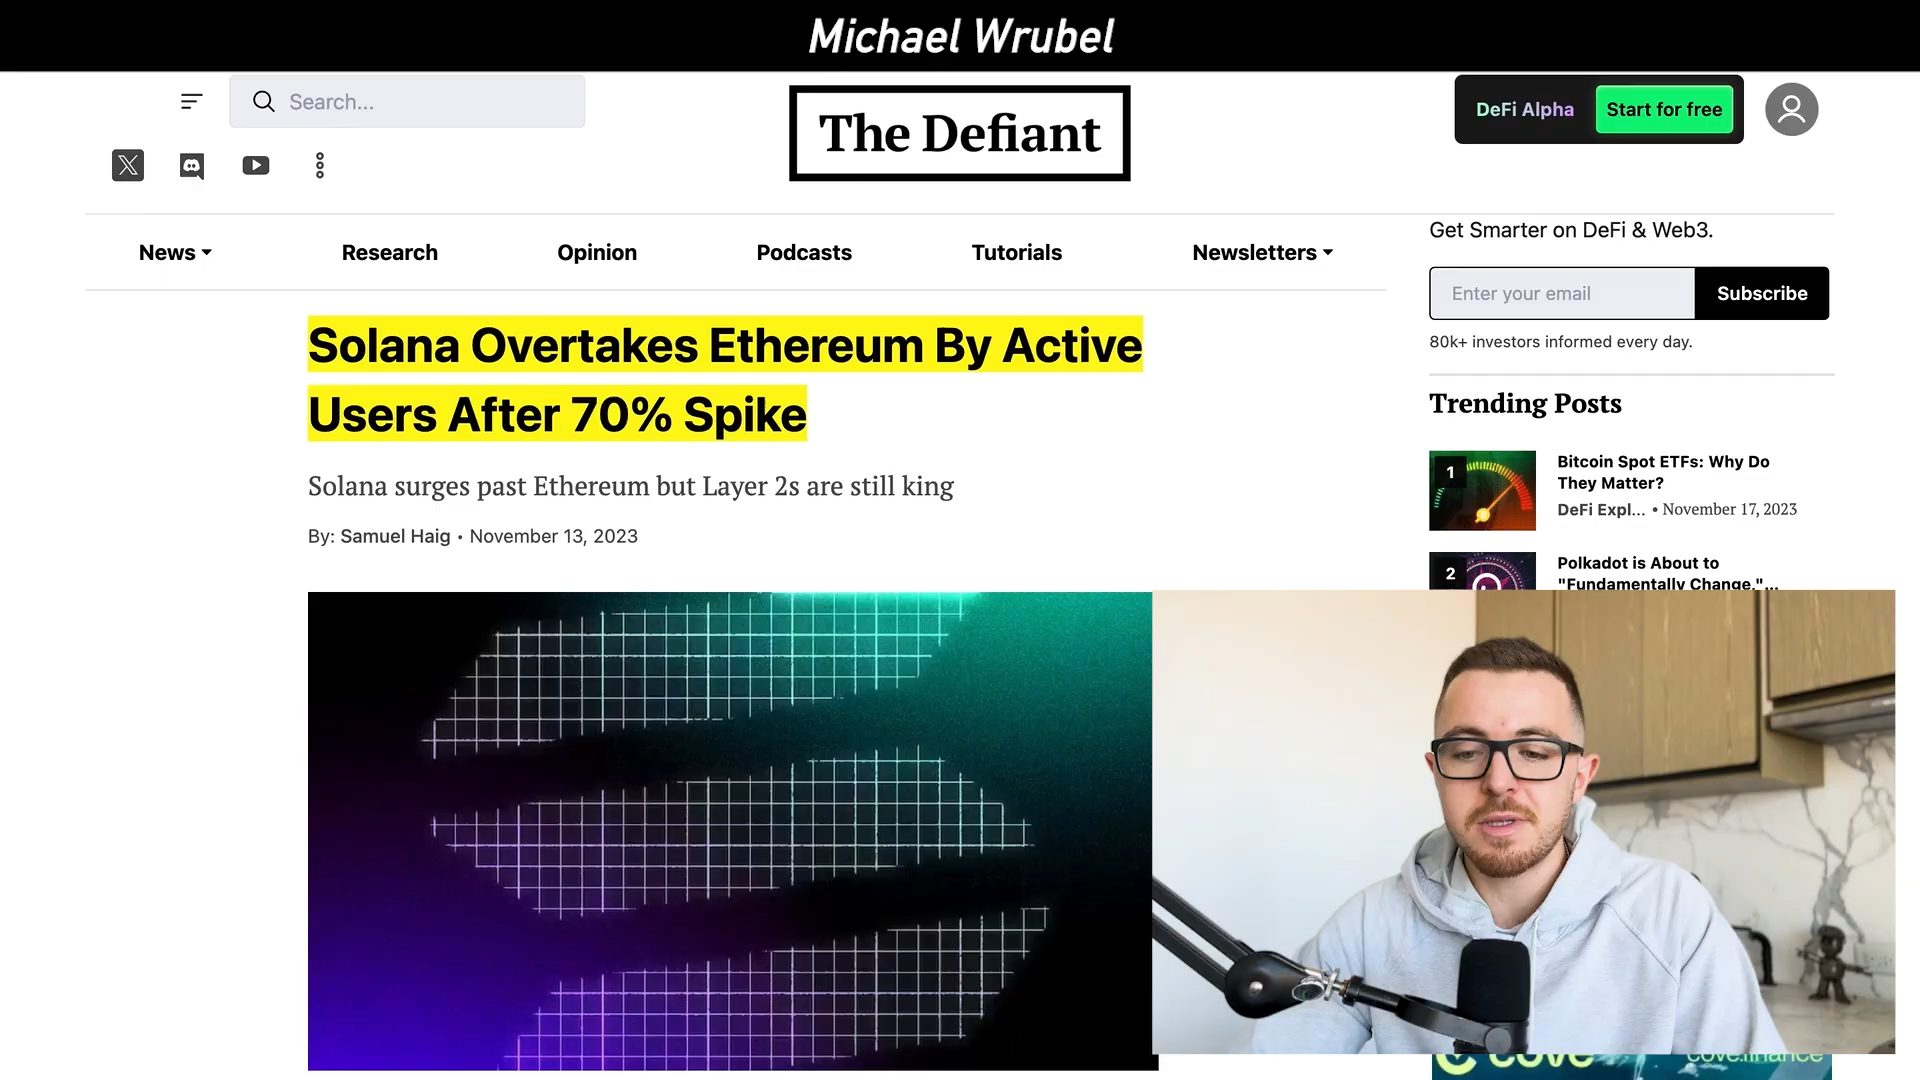 Michael Wrubel
Search...
The Defiant
DeFi Alpha
Start for free
News
Research
Opinion
Podcasts
Tutorials
Newsletters
Get Smarter on DeFi & Web3.
Enter your email
Subscribe
80k+ investors informed every day.
Solana Overtakes Ethereum By Active
Users After 70% Spike
Solana surges past Ethereum but Layer 2s are still king
By: Samuel Haig • November 13, 2023
Trending Posts
1
Bitcoin Spot ETFs: Why Do
They Matter?
DeFi Expl... • November 17, 2023
2
Polkadot is About to
"Fundamentally Change,"...
cove
cove.finance